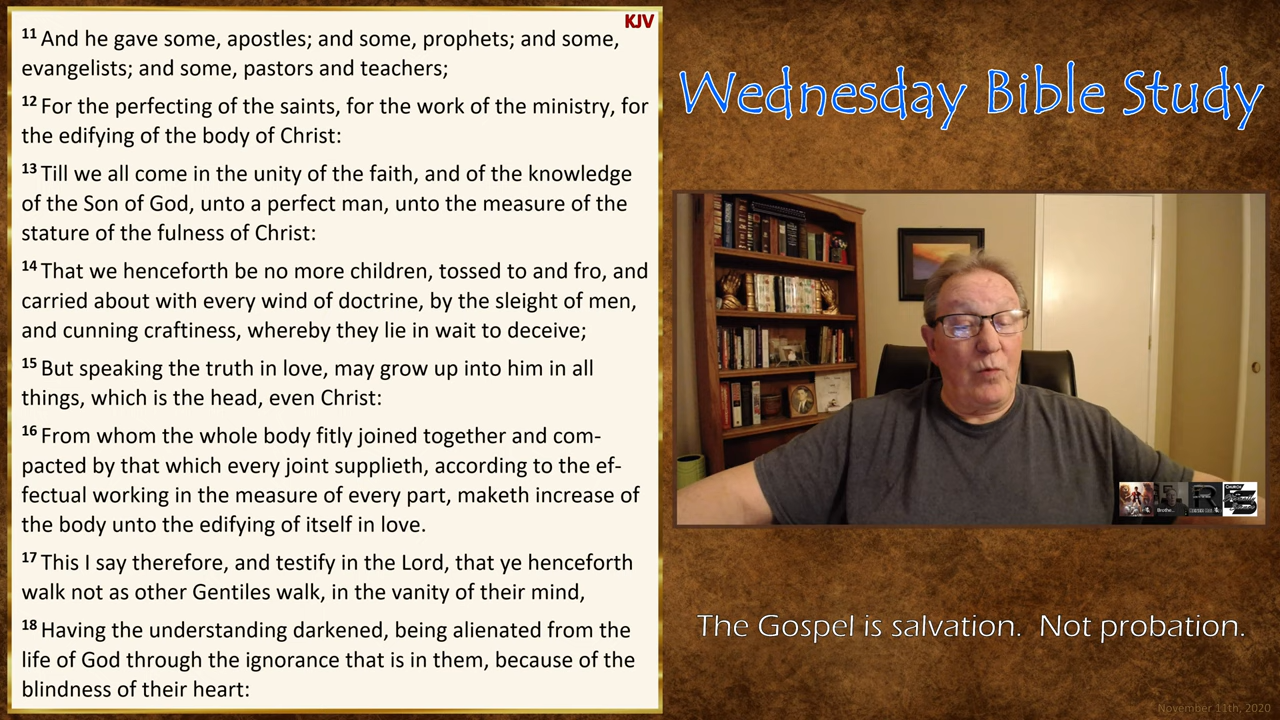 KJV
11 And he gave some, apostles; and some, prophets; and some,
evangelists; and some, pastors and teachers;
12 For the perfecting of the saints, for the work of the ministry, for
the edifying of the body of Christ:
13 Till we all come in the unity of the faith, and of the knowledge
of the Son of God, unto a perfect man, unto the measure of the
stature of the fulness of Christ:
14 That we henceforth be no more children, tossed to and fro, and
carried about with every wind of doctrine, by the sleight of men,
and cunning craftiness, whereby they lie in wait to deceive;
15 But speaking the truth in love, may grow up into him in all
things, which is the head, even Christ:
16 From whom the whole body fitly joined together and com-
pacted by that which every joint supplieth, according to the ef-
fectual working in the measure of every part, maketh increase of
the body unto the edifying of itself in love.
17 This I say therefore, and testify in the Lord, that ye henceforth
walk not as other Gentiles walk, in the vanity of their mind,
18 Having the understanding darkened, being alienated from the
life of God through the ignorance that is in them, because of the
blindness of their heart:
Wednesday Bible Study
Brothe...
The Gospel is salvation. Not probation.
November 11th, 2020